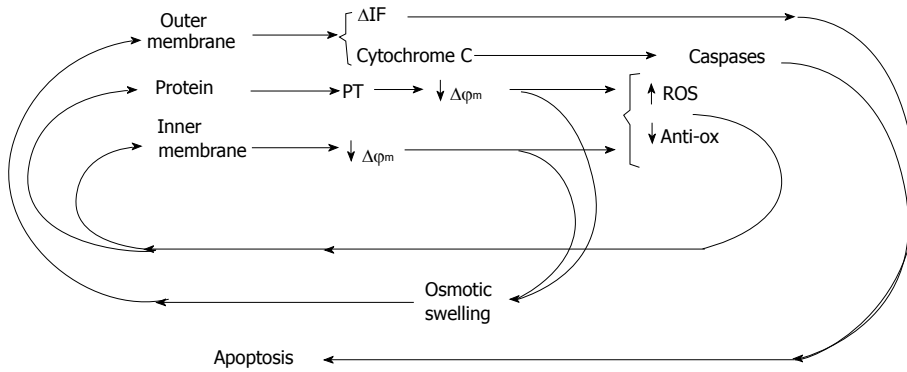 Outer
membrane
ΔIF
Cytochrome C
Caspases
Protein
PT
↓ Δφm
↑ ROS
↓ Anti-ox
Inner
membrane
↓ Δφm
Osmotic
swelling
Apoptosis